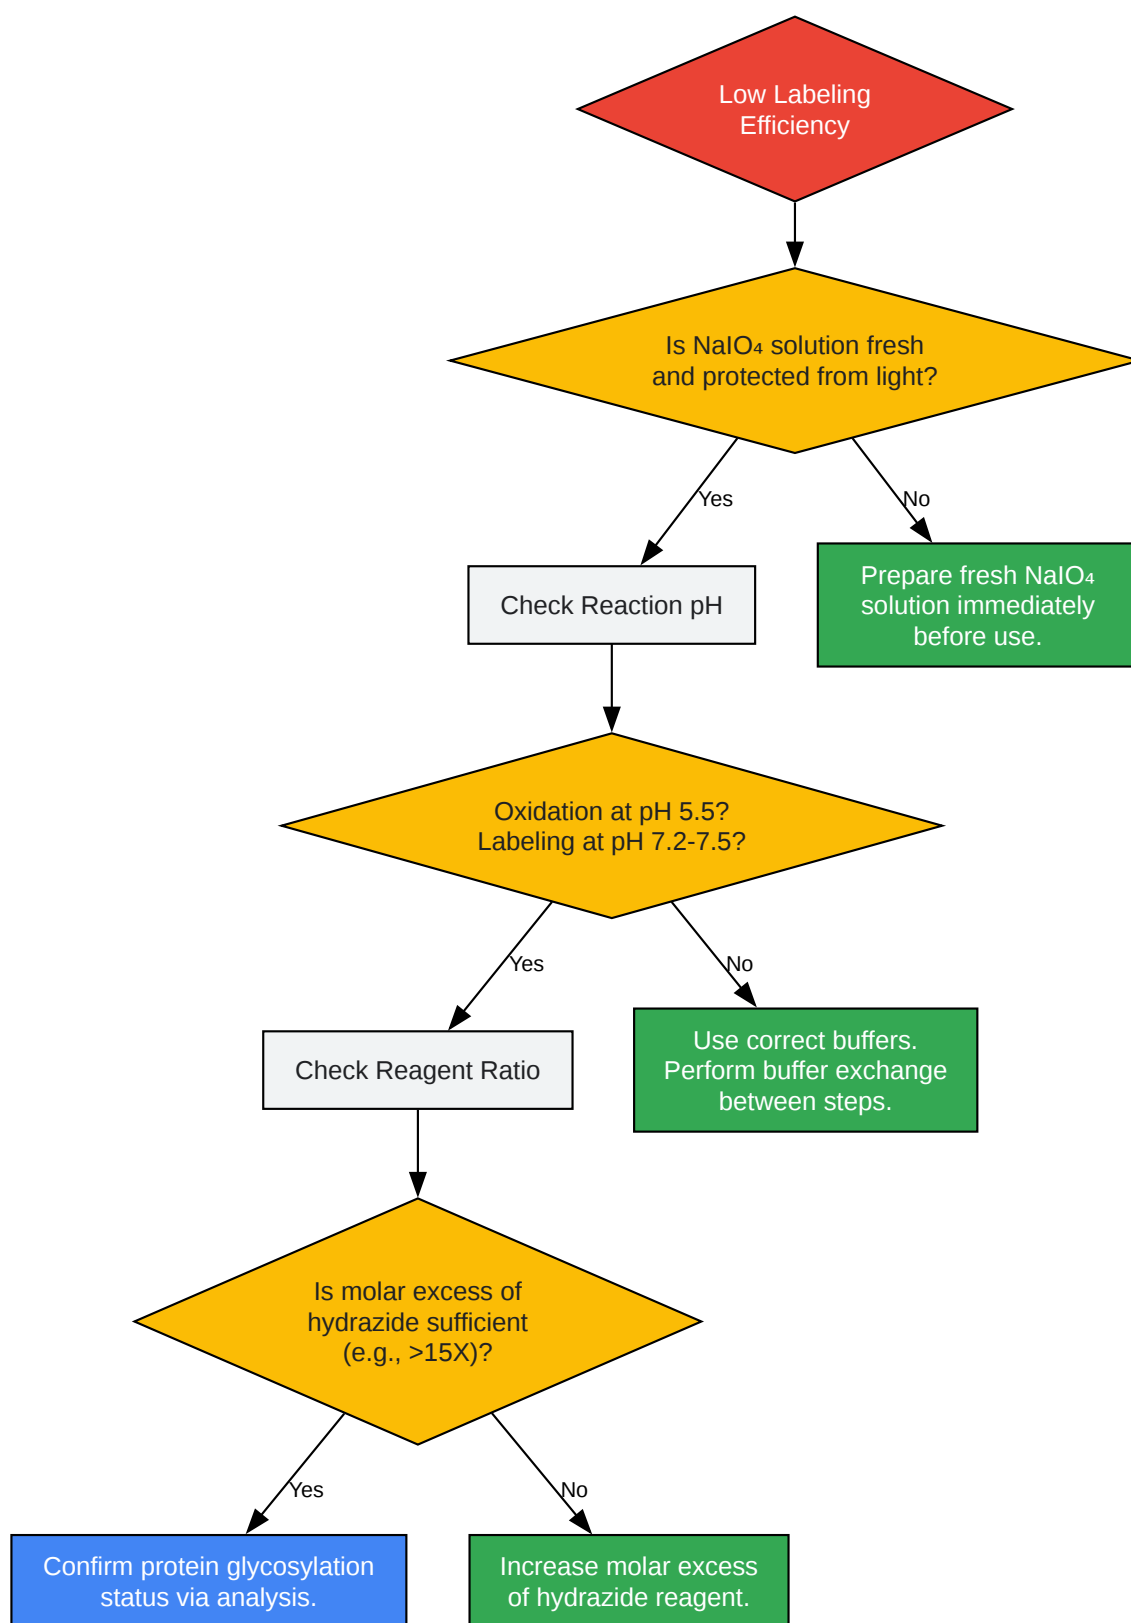 Low Labeling
Efficiency
Is NaIO₄ solution fresh
and protected from light?
Yes
No
Check Reaction pH
Prepare fresh NaIO₄
solution immediately
before use.
Oxidation at pH 5.5?
Labeling at pH 7.2-7.5?
Yes
No
Check Reagent Ratio
Use correct buffers.
Perform buffer exchange
between steps.
Is molar excess of
hydrazide sufficient
(e.g., >15X)?
Yes
No
Confirm protein glycosylation
status via analysis.
Increase molar excess
of hydrazide reagent.